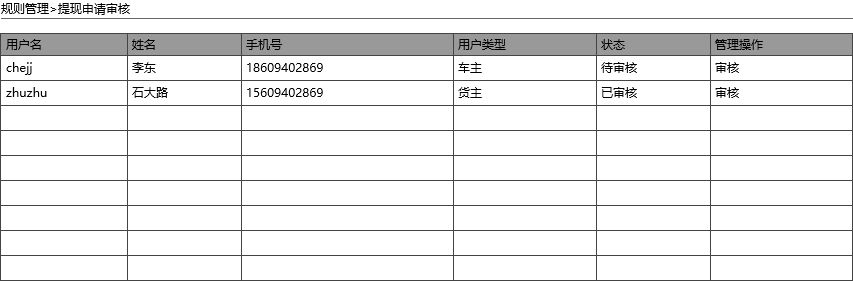 规则管理>提现申请审核
用户名 姓名 手机号 用户类型 状态 管理操作
chejj 李东 18609402869 车主 待审核 审核
zhuzhu 石大路 15609402869 货主 已审核 审核